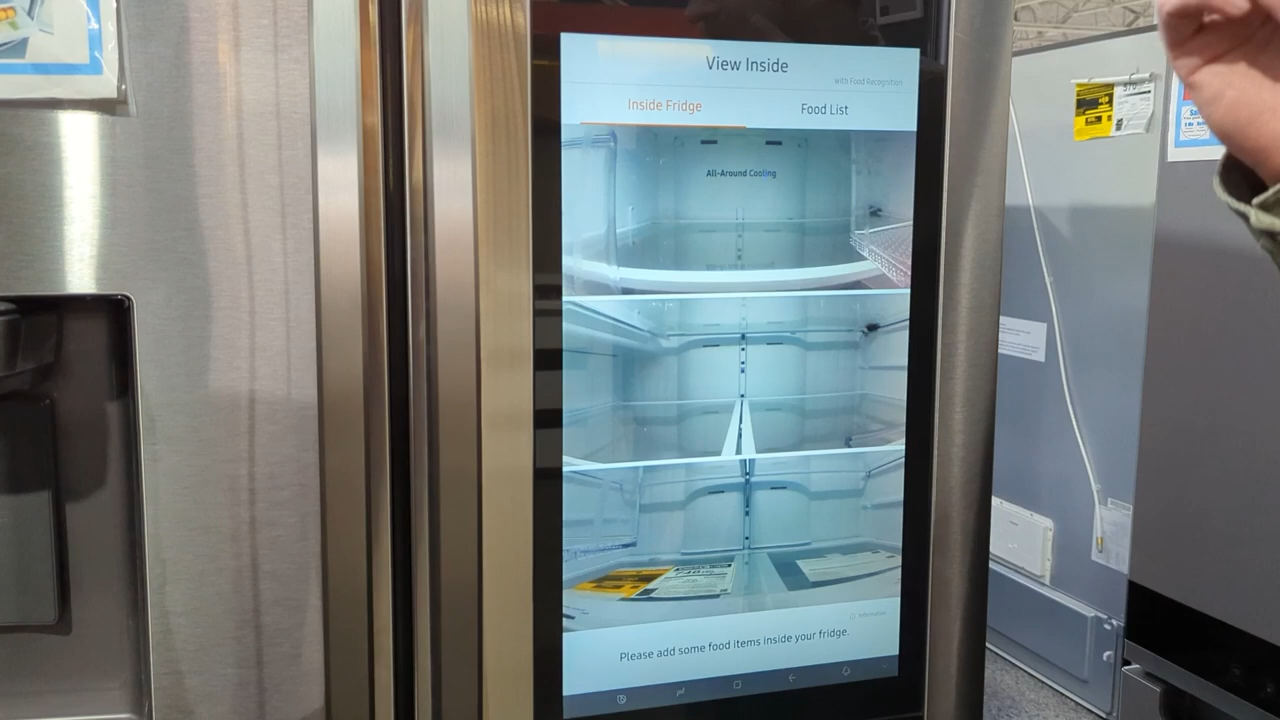 View Inside
with Food Recognition
Inside Fridge
Food List
All-Around Cooling
Information
Please add some food items inside your fridge.